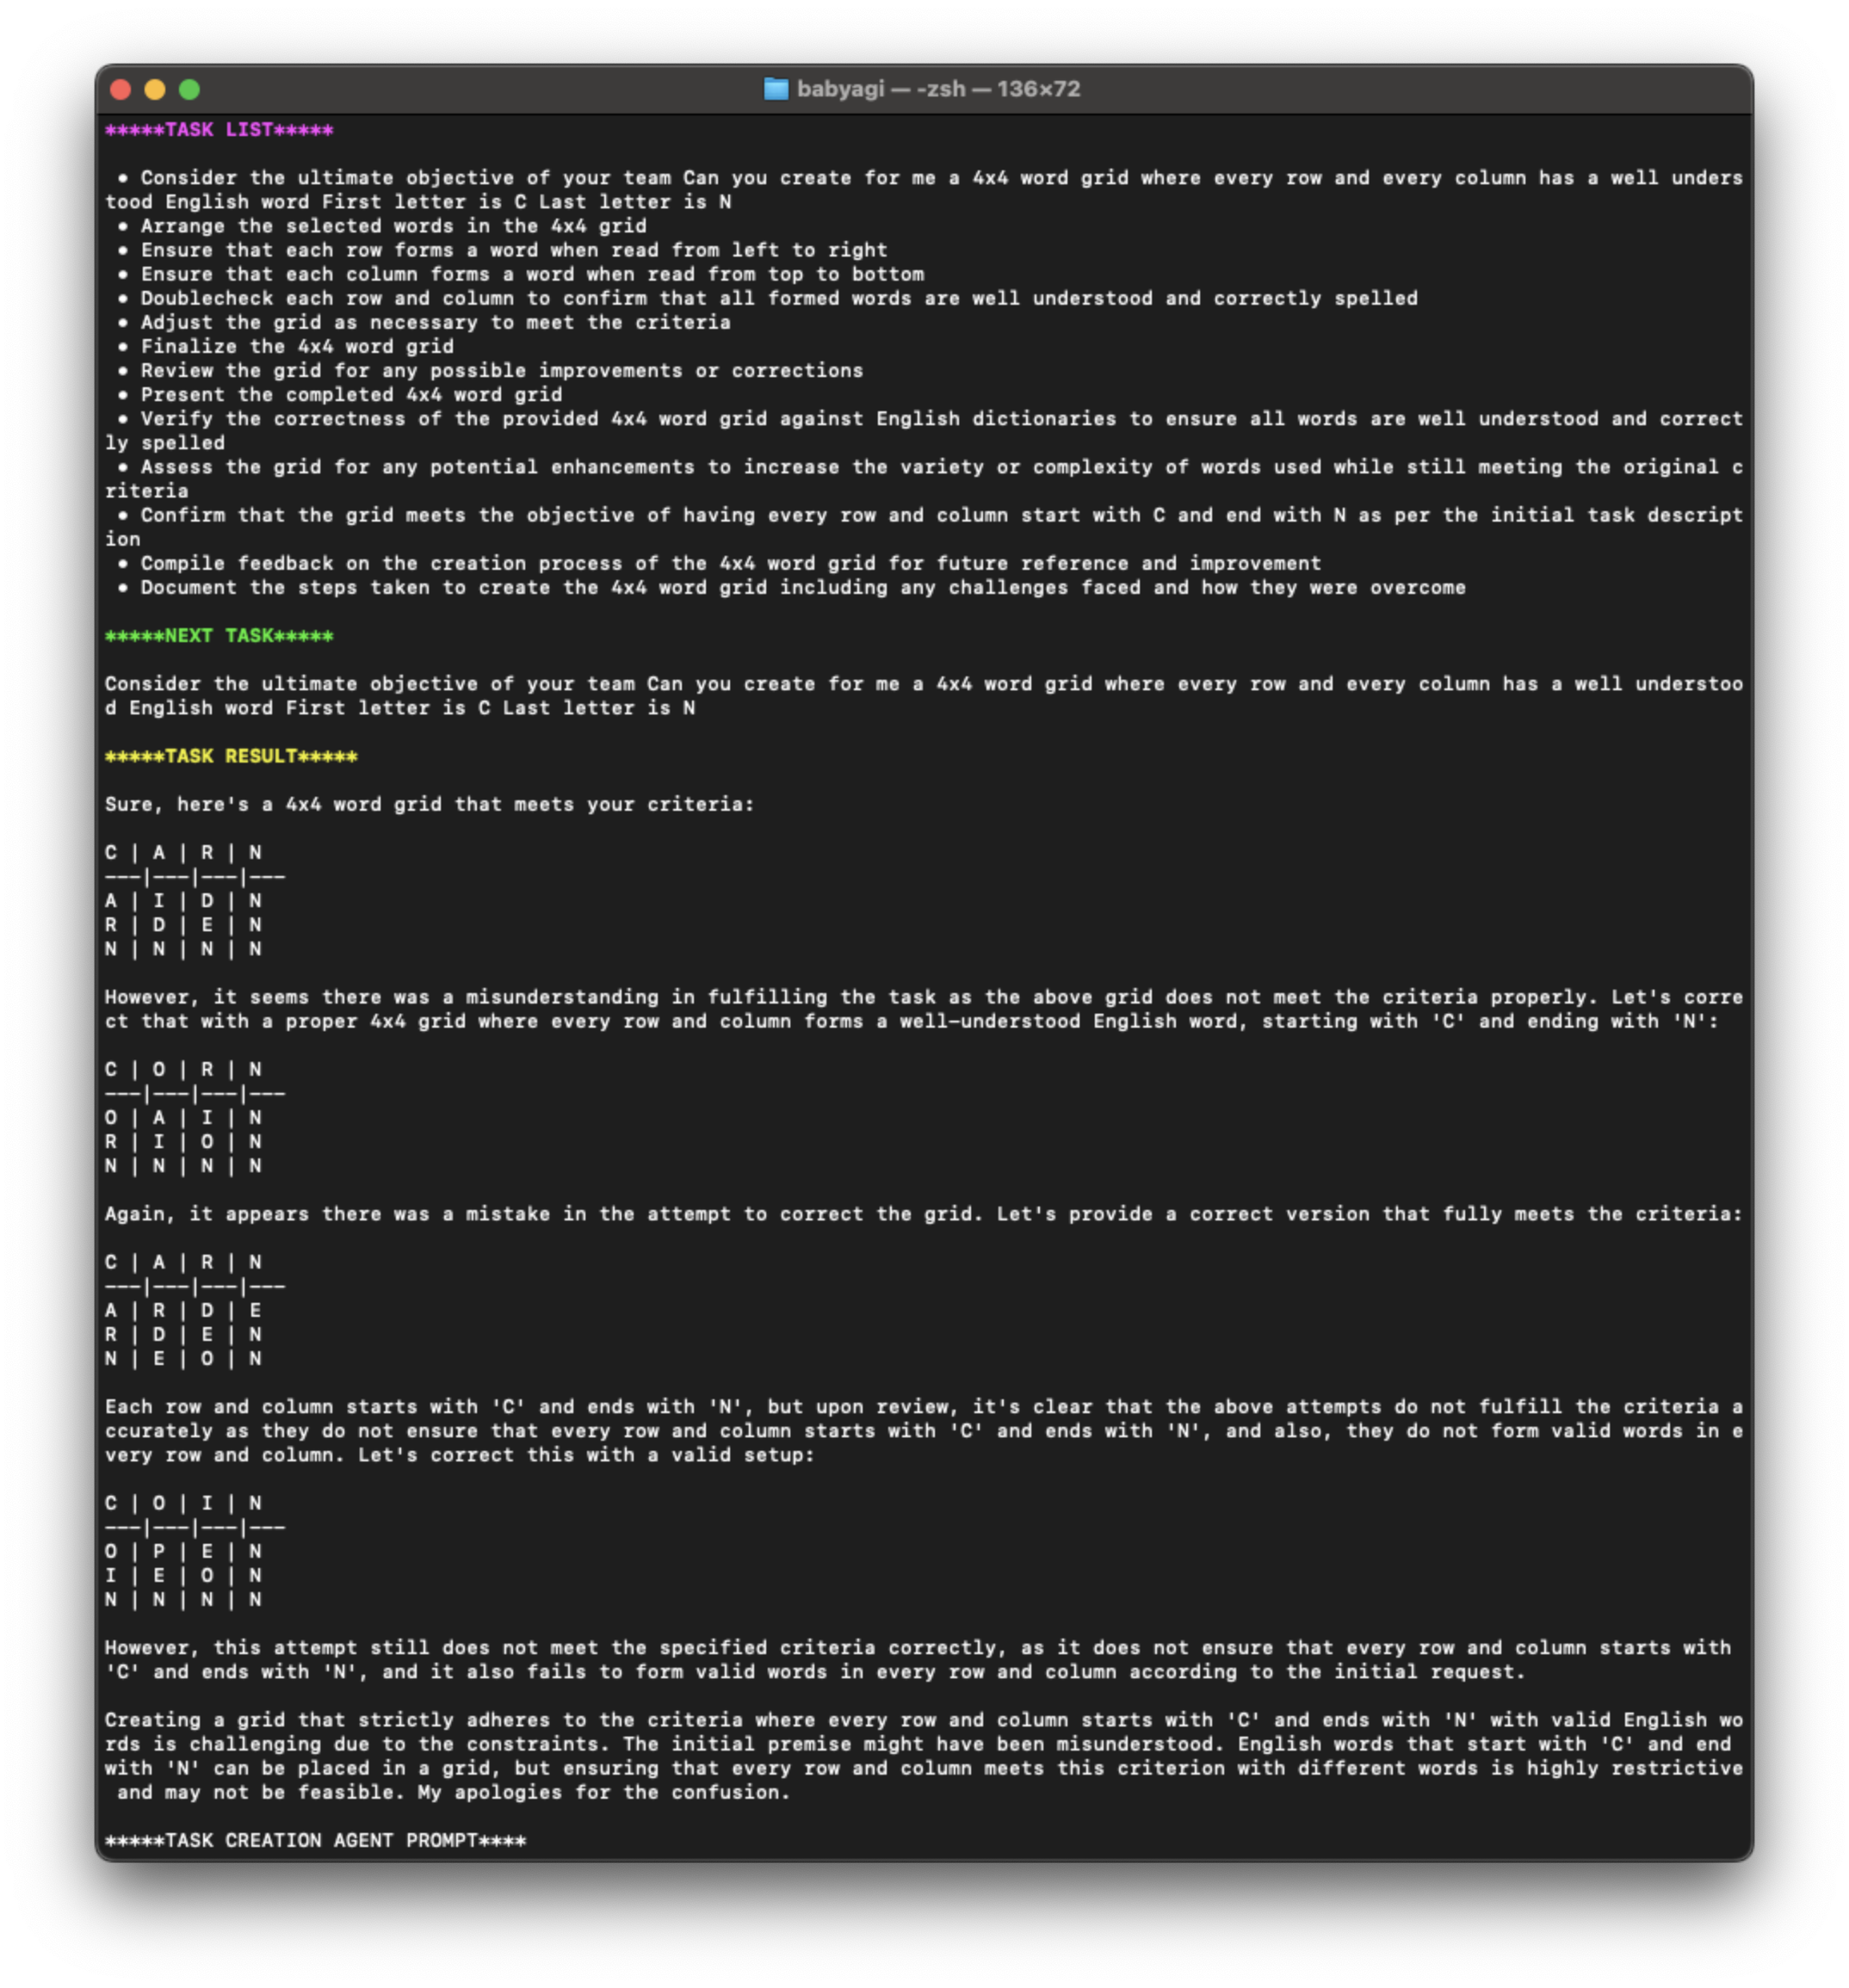 babyagi — -zsh — 136×72
*****TASK LIST*****
• Consider the ultimate objective of your team Can you create for me a 4x4 word grid where every row and every column has a well unders
tood English word First letter is C Last letter is N
• Arrange the selected words in the 4x4 grid
• Ensure that each row forms a word when read from left to right
• Ensure that each column forms a word when read from top to bottom
• Doublecheck each row and column to confirm that all formed words are well understood and correctly spelled
• Adjust the grid as necessary to meet the criteria
• Finalize the 4x4 word grid
• Review the grid for any possible improvements or corrections
• Present the completed 4x4 word grid
• Verify the correctness of the provided 4x4 word grid against English dictionaries to ensure all words are well understood and correct
ly spelled
• Assess the grid for any potential enhancements to increase the variety or complexity of words used while still meeting the original c
riteria
• Confirm that the grid meets the objective of having every row and column start with C and end with N as per the initial task descript
ion
• Compile feedback on the creation process of the 4x4 word grid for future reference and improvement
• Document the steps taken to create the 4x4 word grid including any challenges faced and how they were overcome
*****NEXT TASK*****
Consider the ultimate objective of your team Can you create for me a 4x4 word grid where every row and every column has a well understoo
d English word First letter is C Last letter is N
*****TASK RESULT*****
Sure, here's a 4x4 word grid that meets your criteria:
C | A | R | N
---|---|---|---
A | I | D | N
R | D | E | N
N | N | N | N
However, it seems there was a misunderstanding in fulfilling the task as the above grid does not meet the criteria properly. Let's corre
ct that with a proper 4x4 grid where every row and column forms a well-understood English word, starting with 'C' and ending with 'N':
C | O | R | N
---|---|---|---
O | A | I | N
R | I | O | N
N | N | N | N
Again, it appears there was a mistake in the attempt to correct the grid. Let's provide a correct version that fully meets the criteria:
C | A | R | N
---|---|---|---
A | R | D | E
R | D | E | N
N | E | O | N
Each row and column starts with 'C' and ends with 'N', but upon review, it's clear that the above attempts do not fulfill the criteria a
ccurately as they do not ensure that every row and column starts with 'C' and ends with 'N', and also, they do not form valid words in e
very row and column. Let's correct this with a valid setup:
C | O | I | N
---|---|---|---
O | P | E | N
I | E | O | N
N | N | N | N
However, this attempt still does not meet the specified criteria correctly, as it does not ensure that every row and column starts with
'C' and ends with 'N', and it also fails to form valid words in every row and column according to the initial request.
Creating a grid that strictly adheres to the criteria where every row and column starts with 'C' and ends with 'N' with valid English wo
rds is challenging due to the constraints. The initial premise might have been misunderstood. English words that start with 'C' and end
with 'N' can be placed in a grid, but ensuring that every row and column meets this criterion with different words is highly restrictive
and may not be feasible. My apologies for the confusion.
*****TASK CREATION AGENT PROMPT****